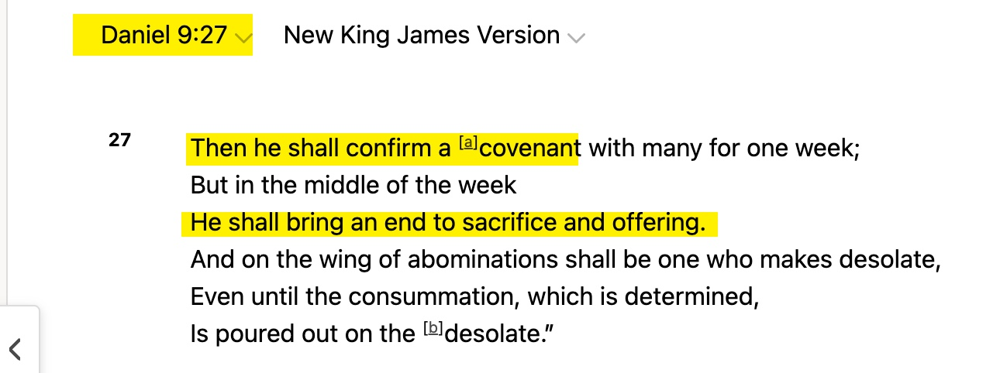 Daniel 9:27 New King James Version
27 Then he shall confirm a [a]covenant with many for one week;
But in the middle of the week
He shall bring an end to sacrifice and offering.
And on the wing of abominations shall be one who makes desolate,
Even until the consummation, which is determined,
Is poured out on the [b]desolate.”